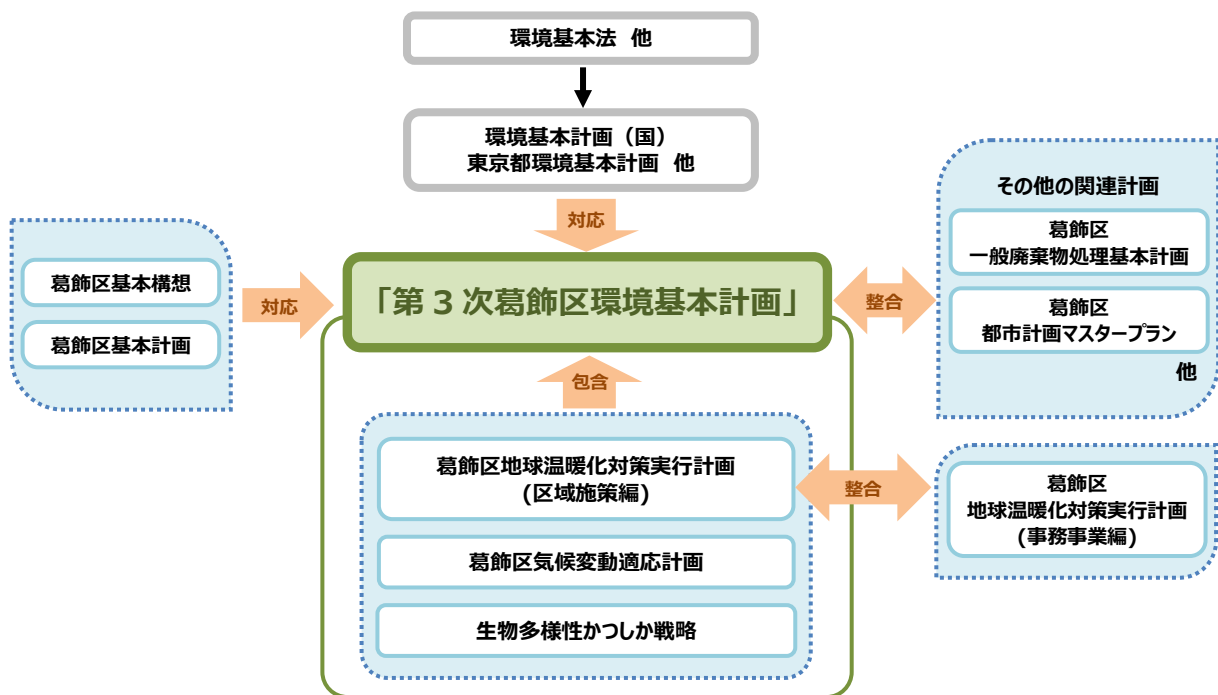 環境基本法 他
環境基本計画（国）
東京都環境基本計画 他
対応
葛飾区基本構想
葛飾区基本計画
対応
「第３次葛飾区環境基本計画」
整合
その他の関連計画
葛飾区
一般廃棄物処理基本計画
葛飾区
都市計画マスタープラン
他
包含
葛飾区地球温暖化対策実行計画
(区域施策編)
葛飾区気候変動適応計画
生物多様性かつしか戦略
整合
葛飾区
地球温暖化対策実行計画
(事務事業編)